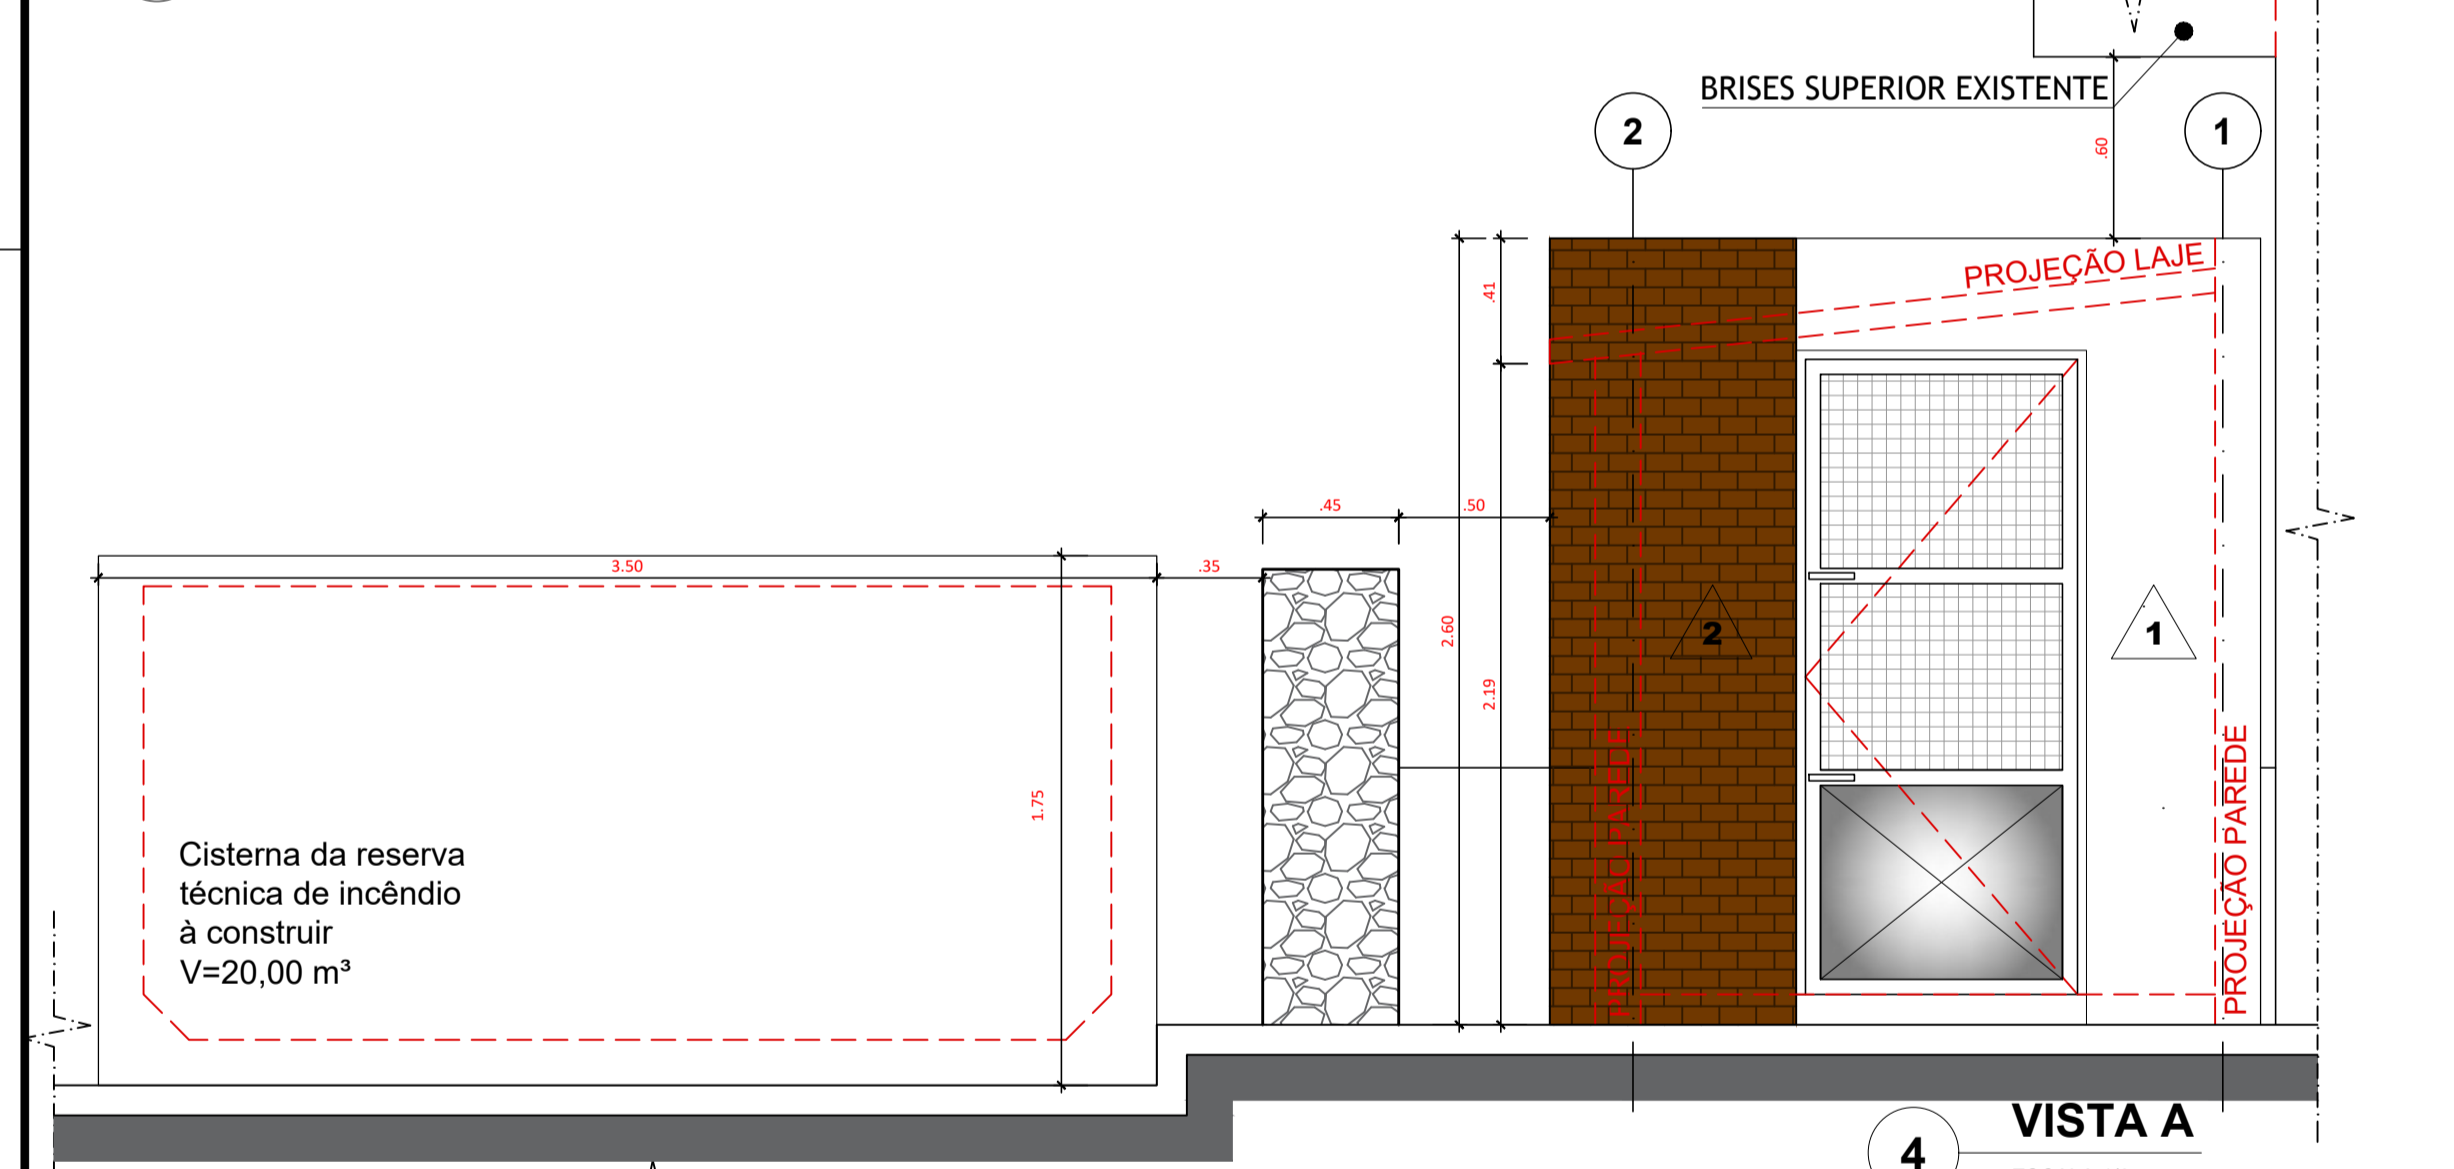 BRISES SUPERIOR EXISTENTE
2
1
.60
PROJEÇÃO LAJE
.41
.45
.50
3.50
.35
2.60
2
1
2.19
1.75
PROJEÇÃO PAREDE
PROJEÇÃO PAREDE
Cisterna da reserva
técnica de incêndio
à construir
V=20,00 m³
VISTA A
4